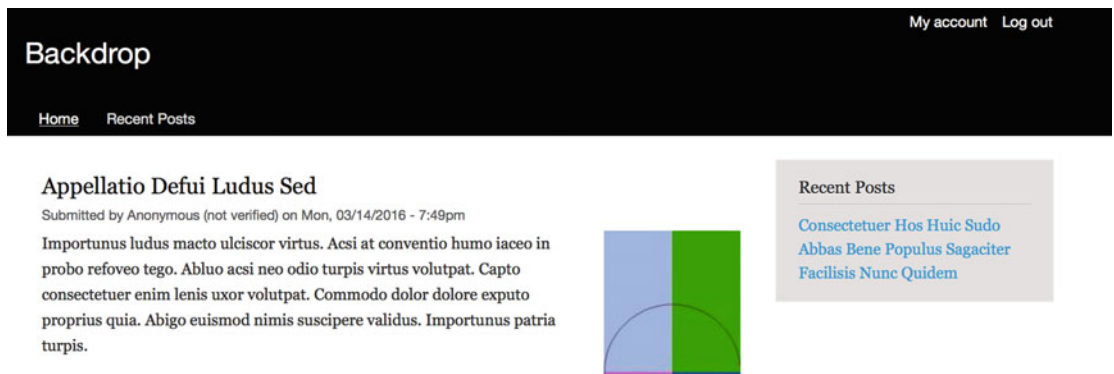 My account Log out
Backdrop
Home Recent Posts
Appellatio Defui Ludus Sed
Submitted by Anonymous (not verified) on Mon, 03/14/2016 - 7:49pm
Importunus ludus macto ulciscor virtus. Acsi at conventio humo iaceo in
probo refoveo tego. Abluo acsi neo odio turpis virtus volutpat. Capto
consectetuer enim lenis uxor volutpat. Commodo dolor dolore exputo
proprius quia. Abigo euismod nimis suscipere validus. Importunus patria
turpis.
Recent Posts
Consectetuer Hos Huic Sudo
Abbas Bene Populus Sagaciter
Facilisis Nunc Quidem